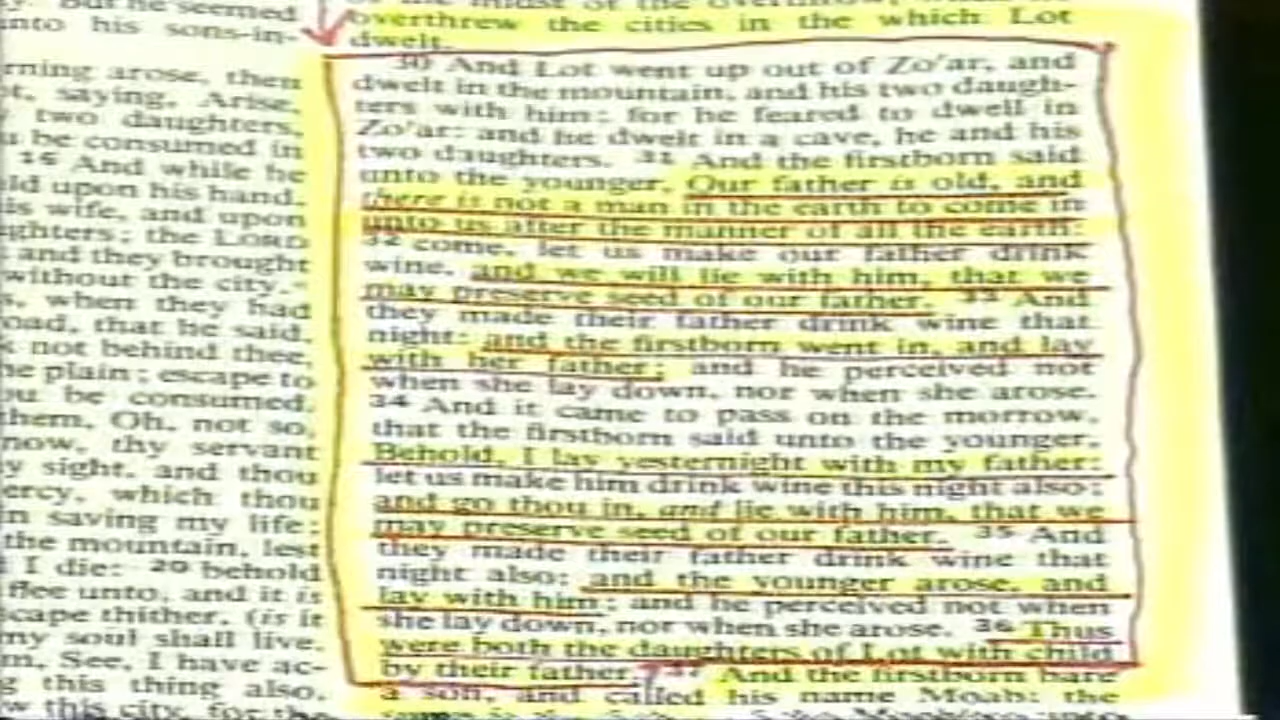 y. But he seemed
nto his sons-in-
rning arose, then
t, saying, Arise,
two daughters,
u be consumed in
16 And while he
ld upon his hand,
is wife, and upon
ghters; the LORD
and they brought
without the city.-
s, when they had
oad, that he said,
k not behind thee,
he plain; escape to
ou be consumed.
hem, Oh, not so,
now, thy servant
y sight, and thou
ercy, which thou
n saving my life:
the mountain, lest
I die: 20 behold
flee unto, and it is
cape thither, (is it
my soul shall live.
m, See, I have ac-
g this thing also,
w this city, for the
overthrew the cities in the which Lot
dwelt.
30 And Lot went up out of Zo'ar, and
dwelt in the mountain, and his two daugh-
ters with him; for he feared to dwell in
Zo'ar: and he dwelt in a cave, he and his
two daughters. 31 And the firstborn said
unto the younger, Our father is old, and
there is not a man in the earth to come in
unto us after the manner of all the earth:
32 come, let us make our father drink
wine, and we will lie with him, that we
may preserve seed of our father. 33 And
they made their father drink wine that
night: and the firstborn went in, and lay
with her father; and he perceived not
when she lay down, nor when she arose.
34 And it came to pass on the morrow,
that the firstborn said unto the younger,
Behold, I lay yesternight with my father:
let us make him drink wine this night also;
and go thou in, and lie with him, that we
may preserve seed of our father. 35 And
they made their father drink wine that
night also: and the younger arose, and
lay with him; and he perceived not when
she lay down, nor when she arose. 36 Thus
were both the daughters of Lot with child
by their father. 37 And the firstborn bare
a son, and called his name Moab: the